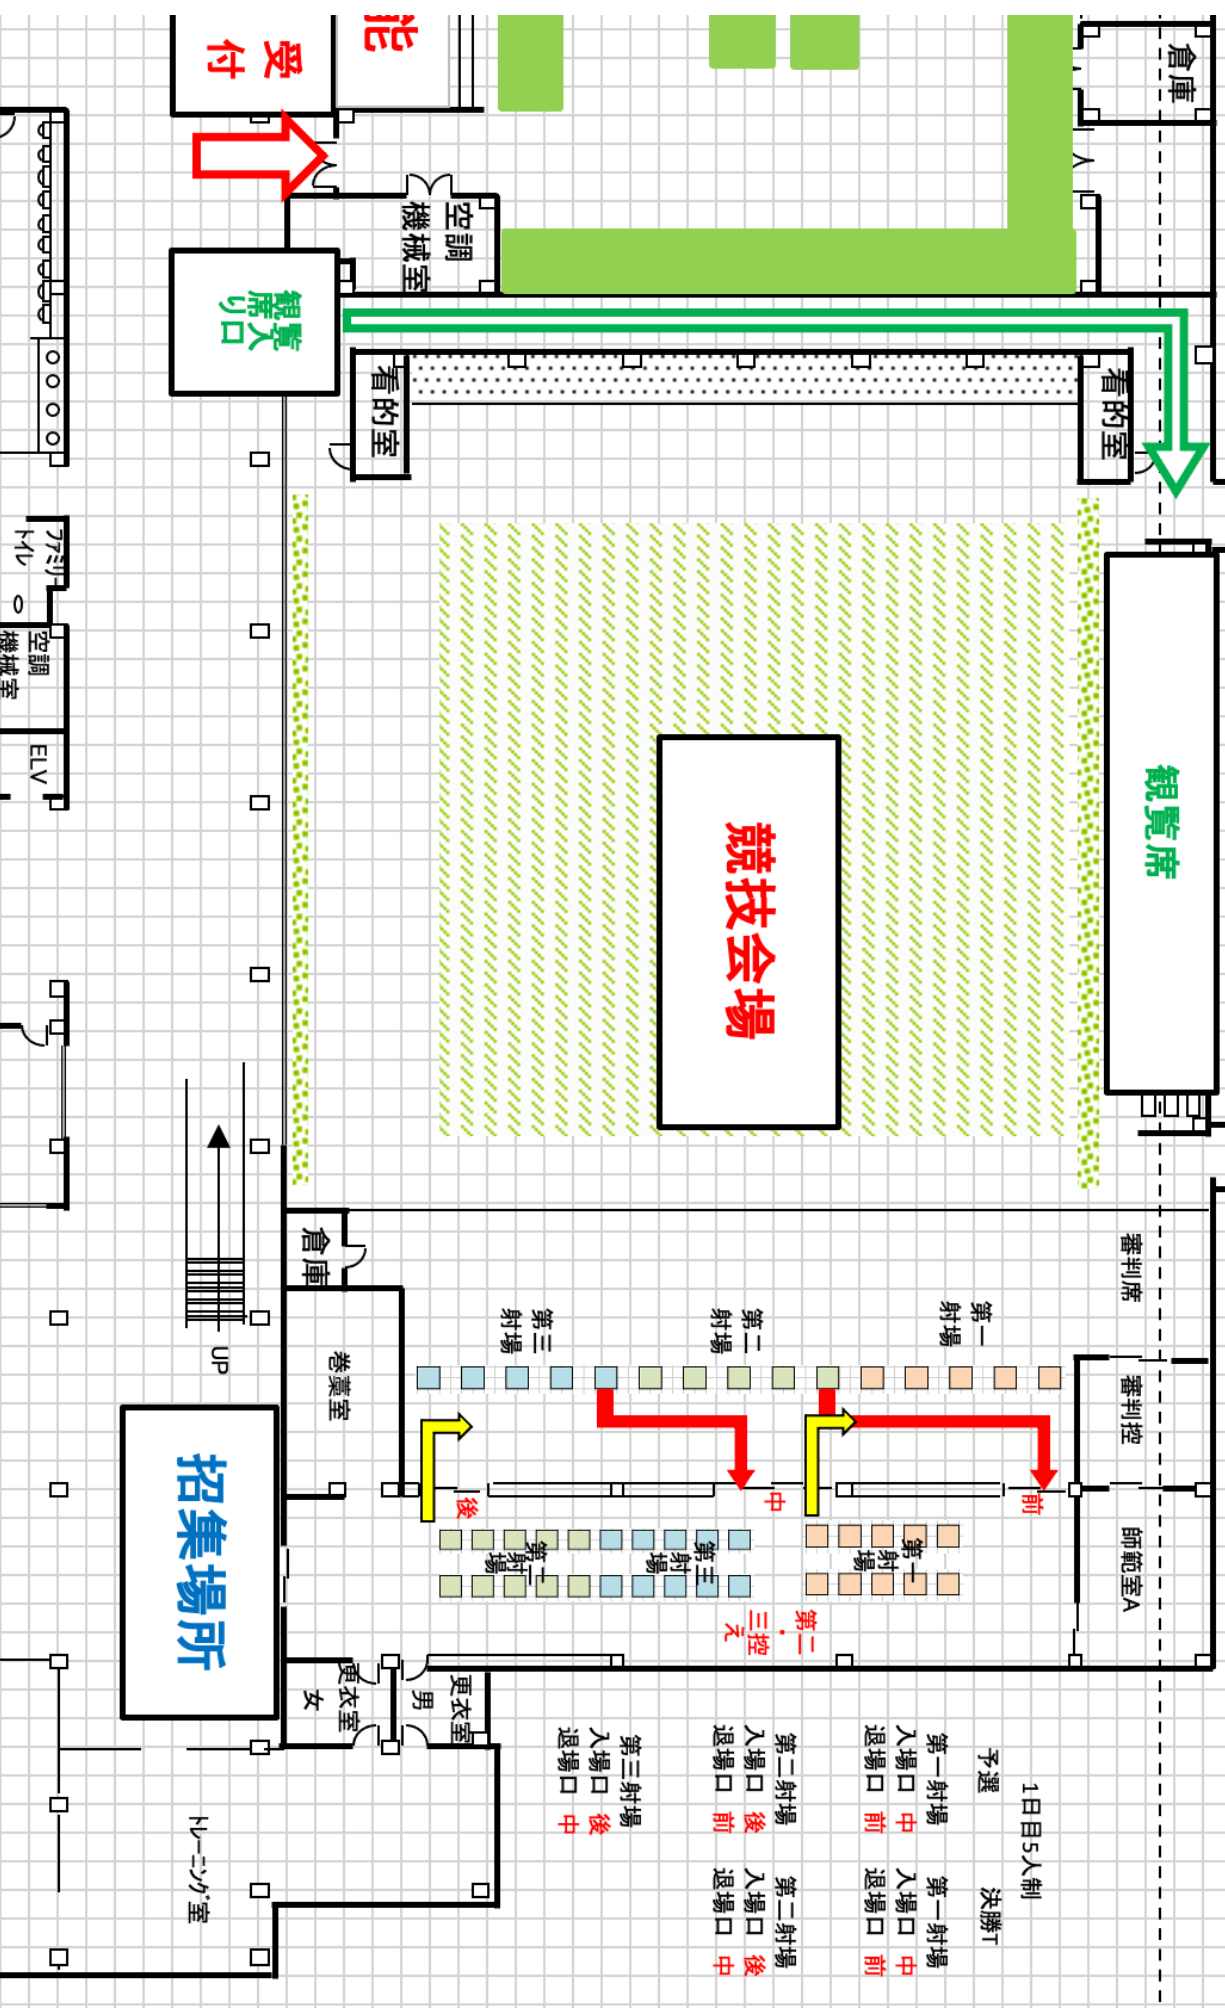 能
受付
倉庫
空調
機械室
観覧
席入
り口
看的室
看的室
ファミリー
トイレ
空調
機械室
ELV
観覧席
競技会場
UP
倉庫
巻藁室
招集場所
審判席
審判控
師範室A
第一
射場
第二
射場
第三
射場
前
中
後
第一
射
場
第三
射
場
第二
射
場
第二
・
三控
え
更衣室
女
更衣室
男
トレーニング室
1日目5人制
予選
第一射場
入場口 中
退場口 前
第二射場
入場口 後
退場口 前
第三射場
入場口 後
退場口 中
決勝T
第一射場
入場口 中
退場口 前
第二射場
入場口 後
退場口 中